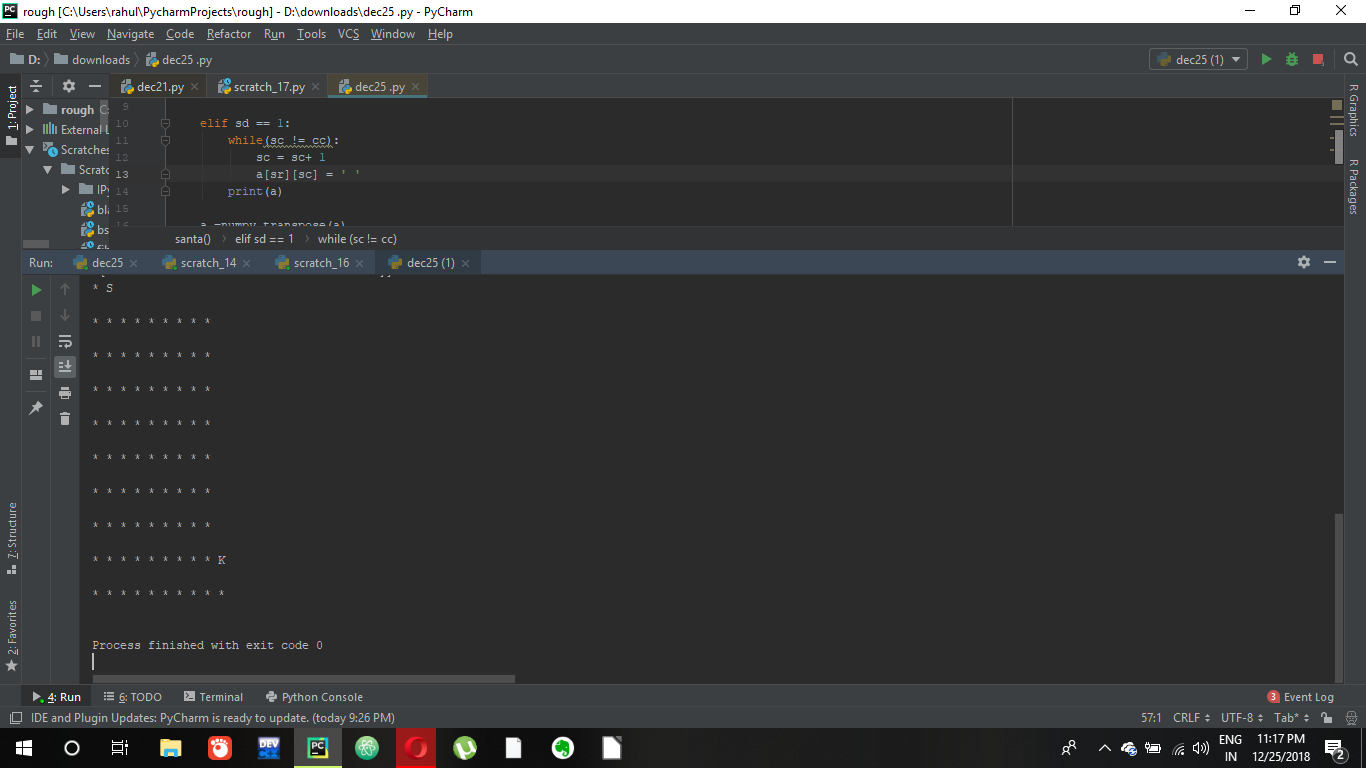 rough [C:\Users\rahul\PycharmProjects\rough] - D:\downloads\dec25 .py - PyCharm
File Edit View Navigate Code Refactor Run Tools VCS Window Help
D: downloads dec25 .py dec25 (1)
1: Project
dec21.py scratch_17.py dec25 .py
rough C:
External L
Scratches
Scratc
IPy
bla
bs
9
10 elif sd == 1:
11 while(sc != cc):
12 sc = sc+ 1
13 a[sr][sc] = ' '
14 print(a)
15
16 a =numpy.transpose(a)
santa() elif sd == 1 while (sc != cc)
R Graphics
R Packages
Run: dec25 scratch_14 scratch_16 dec25 (1)
* S
* * * * * * * * *
* * * * * * * * *
* * * * * * * * *
* * * * * * * * *
* * * * * * * * *
* * * * * * * * *
* * * * * * * * *
* * * * * * * * * K
* * * * * * * * * *
Process finished with exit code 0
7: Structure
2: Favorites
4: Run 6: TODO Terminal Python Console 3 Event Log
IDE and Plugin Updates: PyCharm is ready to update. (today 9:26 PM) 57:1 CRLF UTF-8 Tab*
DEV C++ PC
ENG 11:17 PM
IN 12/25/2018 2